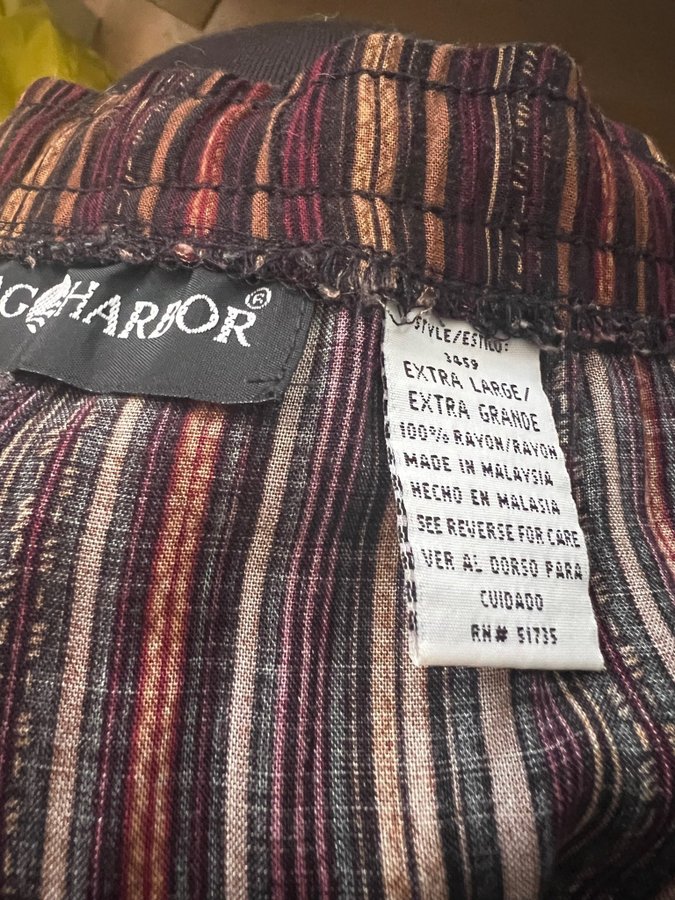 G HARBOR®
STYLE/ESTILO:
3459
EXTRA LARGE/
EXTRA GRANDE
100% RAYON/RAYON
MADE IN MALAYSIA
HECHO EN MALASIA
SEE REVERSE FOR CARE
VER AL DORSO PARA
CUIDADO
RN# 51735